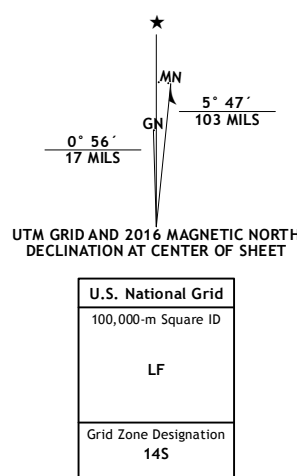 MN
5° 47´
103 MILS
GN
0° 56´
17 MILS
UTM GRID AND 2016 MAGNETIC NORTH
DECLINATION AT CENTER OF SHEET
U.S. National Grid
100,000-m Square ID
LF
Grid Zone Designation
14S